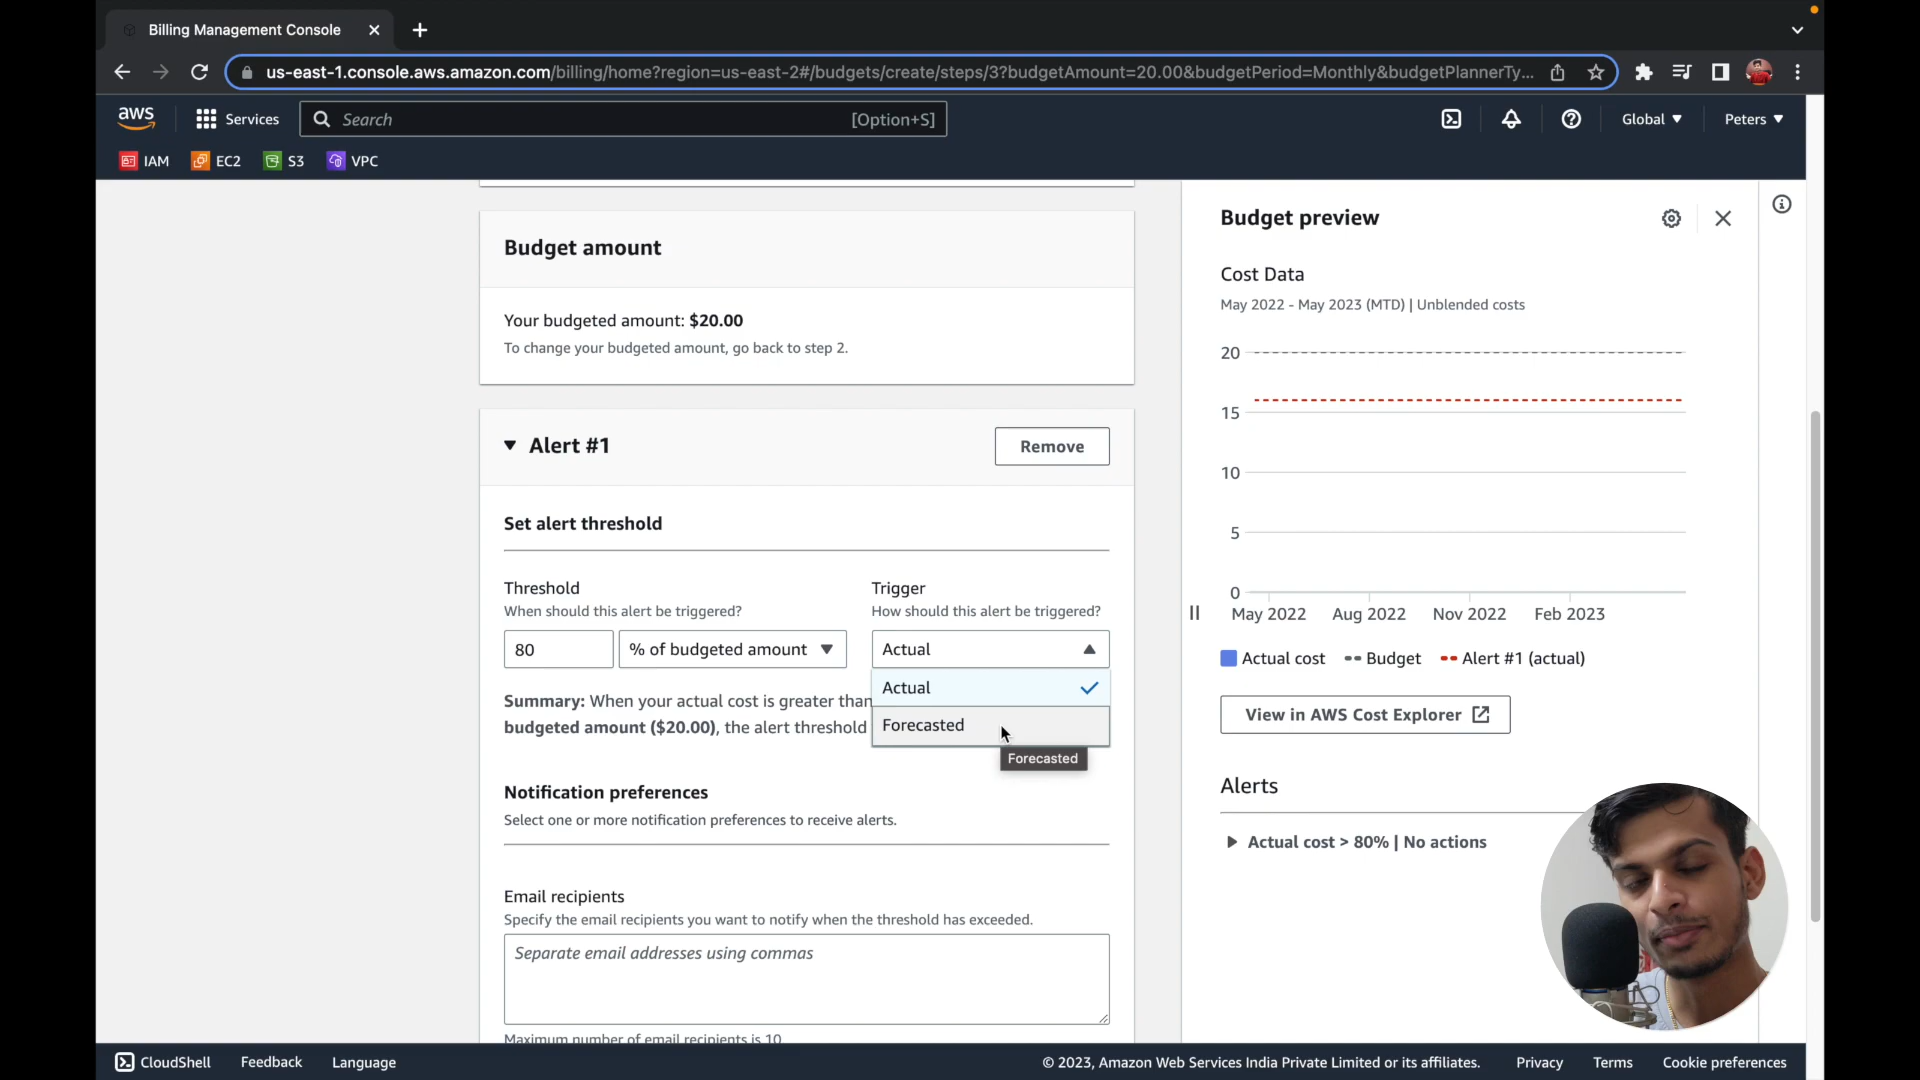 Billing Management Console
us-east-1.console.aws.amazon.com/billing/home?region=us-east-2#/budgets/create/steps/3?budgetAmount=20.00&budgetPeriod=Monthly&budgetPlannerTy...
aws
Services
Search
[Option+S]
Global
Peters
IAM
EC2
S3
VPC
Budget amount
Your budgeted amount: $20.00
To change your budgeted amount, go back to step 2.
Alert #1
Remove
Set alert threshold
Threshold
When should this alert be triggered?
80
% of budgeted amount
Trigger
How should this alert be triggered?
Actual
Actual
Forecasted
Forecasted
Summary: When your actual cost is greater than
budgeted amount ($20.00), the alert threshold
Notification preferences
Select one or more notification preferences to receive alerts.
Email recipients
Specify the email recipients you want to notify when the threshold has exceeded.
Separate email addresses using commas
Maximum number of email recipients is 10
Budget preview
Cost Data
May 2022 - May 2023 (MTD) | Unblended costs
20
15
10
5
0
May 2022
Aug 2022
Nov 2022
Feb 2023
Actual cost
Budget
Alert #1 (actual)
View in AWS Cost Explorer
Alerts
Actual cost > 80% | No actions
CloudShell
Feedback
Language
© 2023, Amazon Web Services India Private Limited or its affiliates.
Privacy
Terms
Cookie preferences